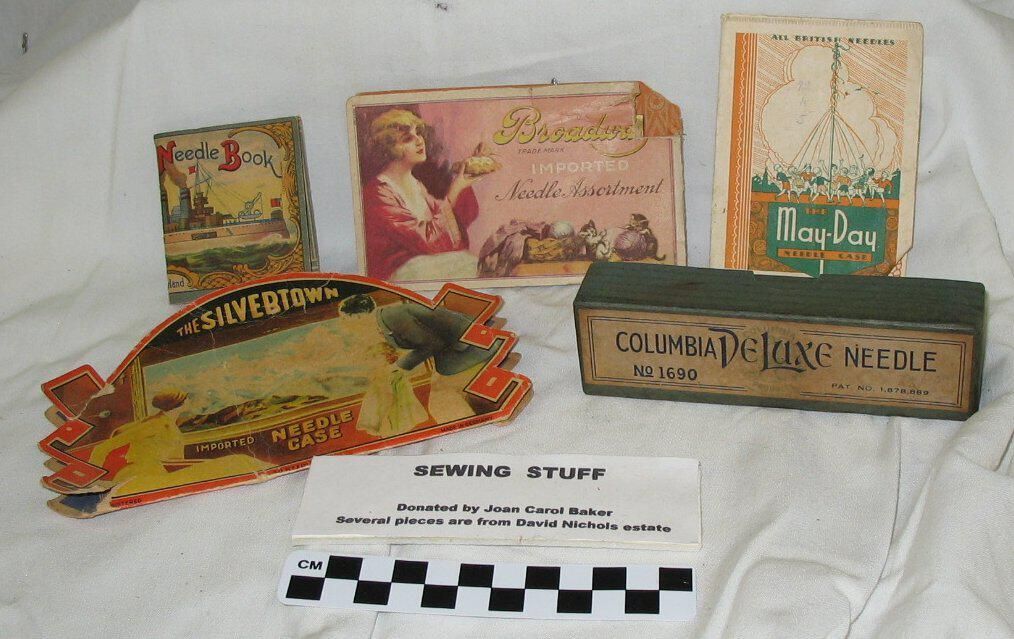 Needle Book
Broadway
TRADE MARK
IMPORTED
Needle Assortment
ALL BRITISH NEEDLES
THE
May-Day
NEEDLE CASE
THE SILVERTOWN
IMPORTED
NEEDLE
CASE
COLUMBIA DELUXE NEEDLE
No 1690
PAT. NO. 1,878,889
SEWING STUFF
Donated by Joan Carol Baker
Several pieces are from David Nichols estate
CM